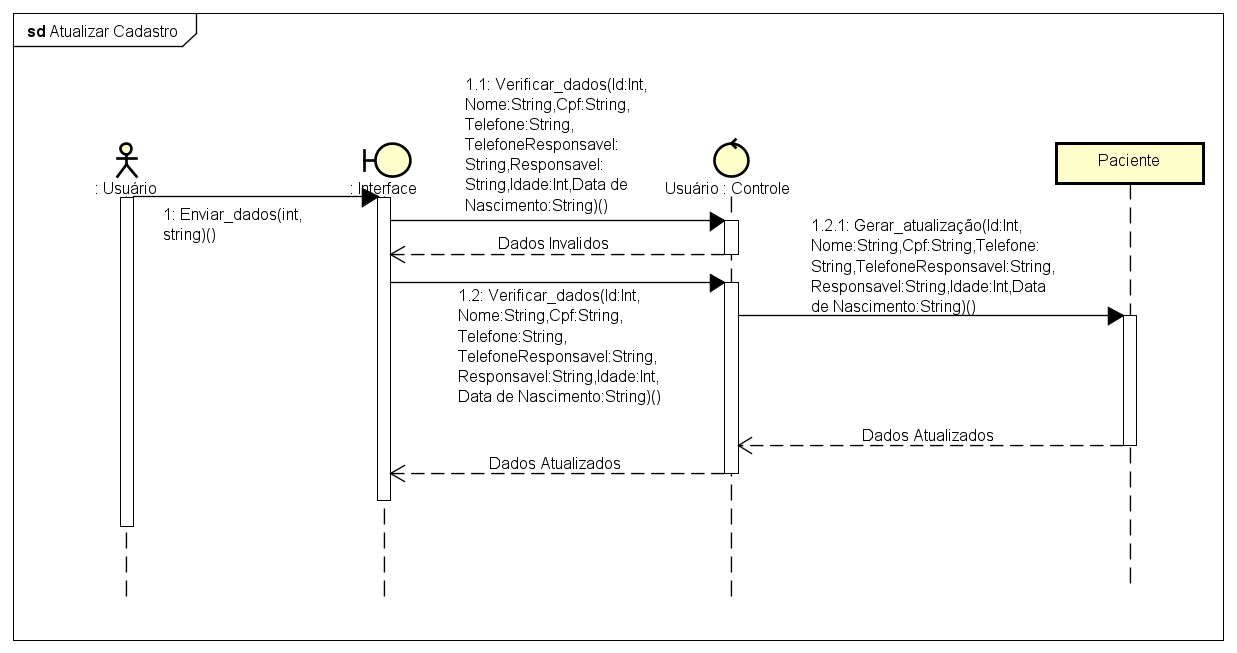 sd Atualizar Cadastro
1.1: Verificar_dados(Id:Int,
Nome:String,Cpf:String,
Telefone:String,
TelefoneResponsavel:
String,Responsavel:
String,Idade:Int,Data de
Nascimento:String)()
: Usuário
: Interface
Usuário : Controle
Paciente
1: Enviar_dados(int,
string)()
Dados Invalidos
1.2.1: Gerar_atualização(Id:Int,
Nome:String,Cpf:String,Telefone:
String,TelefoneResponsavel:String,
Responsavel:String,Idade:Int,Data
de Nascimento:String)()
1.2: Verificar_dados(Id:Int,
Nome:String,Cpf:String,
Telefone:String,
TelefoneResponsavel:String,
Responsavel:String,Idade:Int,
Data de Nascimento:String)()
Dados Atualizados
Dados Atualizados